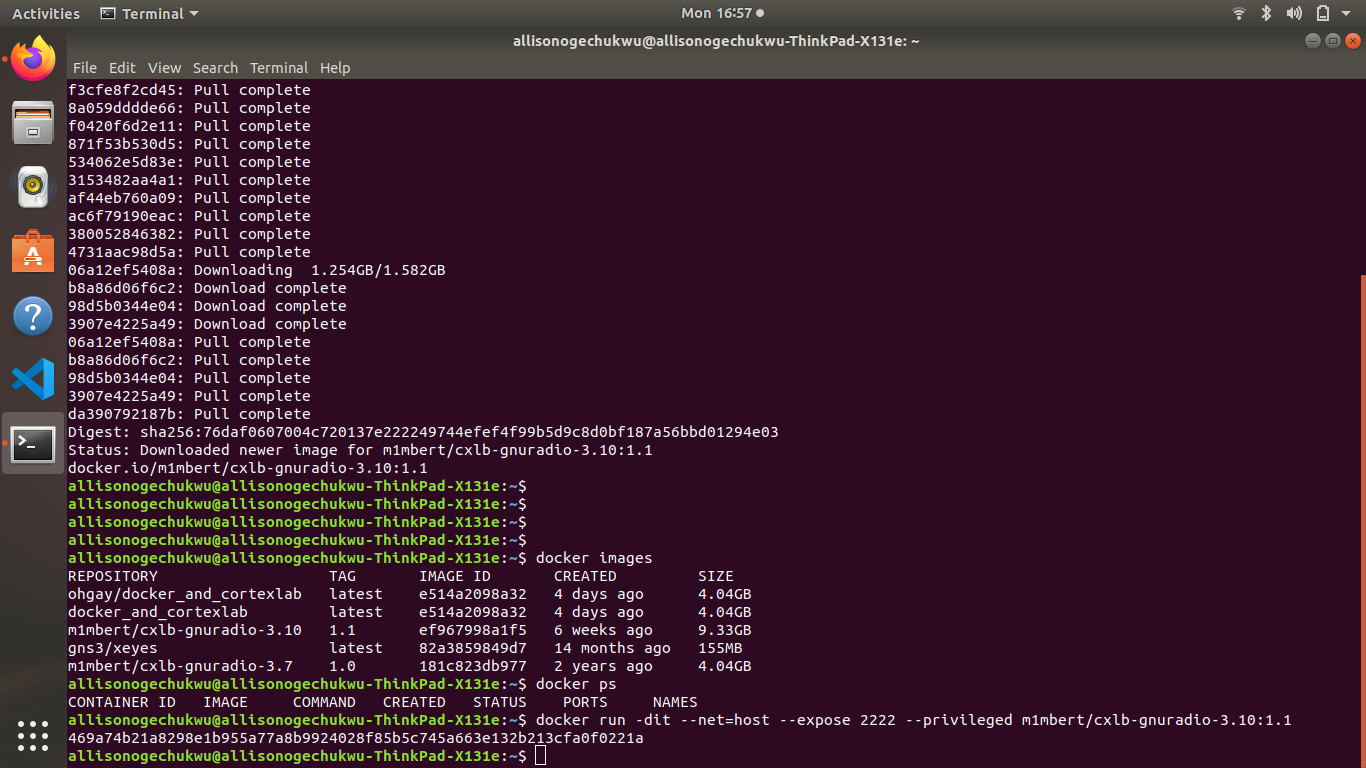 Activities Terminal Mon 16:57
allisonogechukwu@allisonogechukwu-ThinkPad-X131e: ~
File Edit View Search Terminal Help
f3cfe8f2cd45: Pull complete
8a059dddde66: Pull complete
f0420f6d2e11: Pull complete
871f53b530d5: Pull complete
534062e5d83e: Pull complete
3153482aa4a1: Pull complete
af44eb760a09: Pull complete
ac6f79190eac: Pull complete
380052846382: Pull complete
4731aac98d5a: Pull complete
06a12ef5408a: Downloading  1.254GB/1.582GB
b8a86d06f6c2: Download complete
98d5b0344e04: Download complete
3907e4225a49: Download complete
06a12ef5408a: Pull complete
b8a86d06f6c2: Pull complete
98d5b0344e04: Pull complete
3907e4225a49: Pull complete
da390792187b: Pull complete
Digest: sha256:76daf0607004c720137e222249744efef4f99b5d9c8d0bf187a56bbd01294e03
Status: Downloaded newer image for m1mbert/cxlb-gnuradio-3.10:1.1
docker.io/m1mbert/cxlb-gnuradio-3.10:1.1
allisonogechukwu@allisonogechukwu-ThinkPad-X131e:~$
allisonogechukwu@allisonogechukwu-ThinkPad-X131e:~$
allisonogechukwu@allisonogechukwu-ThinkPad-X131e:~$
allisonogechukwu@allisonogechukwu-ThinkPad-X131e:~$
allisonogechukwu@allisonogechukwu-ThinkPad-X131e:~$ docker images
REPOSITORY                   TAG       IMAGE ID       CREATED         SIZE
ohgay/docker_and_cortexlab   latest    e514a2098a32   4 days ago      4.04GB
docker_and_cortexlab         latest    e514a2098a32   4 days ago      4.04GB
m1mbert/cxlb-gnuradio-3.10   1.1       ef967998a1f5   6 weeks ago     9.33GB
gns3/xeyes                   latest    82a3859849d7   14 months ago   155MB
m1mbert/cxlb-gnuradio-3.7    1.0       181c823db977   2 years ago     4.04GB
allisonogechukwu@allisonogechukwu-ThinkPad-X131e:~$ docker ps
CONTAINER ID   IMAGE     COMMAND   CREATED   STATUS    PORTS     NAMES
allisonogechukwu@allisonogechukwu-ThinkPad-X131e:~$ docker run -dit --net=host --expose 2222 --privileged m1mbert/cxlb-gnuradio-3.10:1.1
469a74b21a8298e1b955a77a8b9924028f85b5c745a663e132b213cfa0f0221a
allisonogechukwu@allisonogechukwu-ThinkPad-X131e:~$